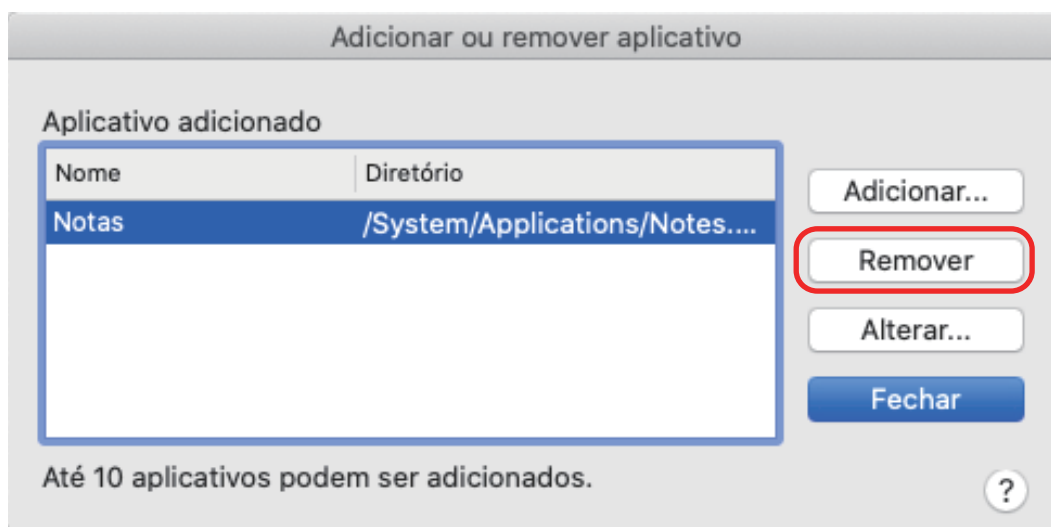 Adicionar ou remover aplicativo
Aplicativo adicionado
Nome Diretório
Notas /System/Applications/Notes....
Adicionar...
Remover
Alterar...
Fechar
Até 10 aplicativos podem ser adicionados.
?